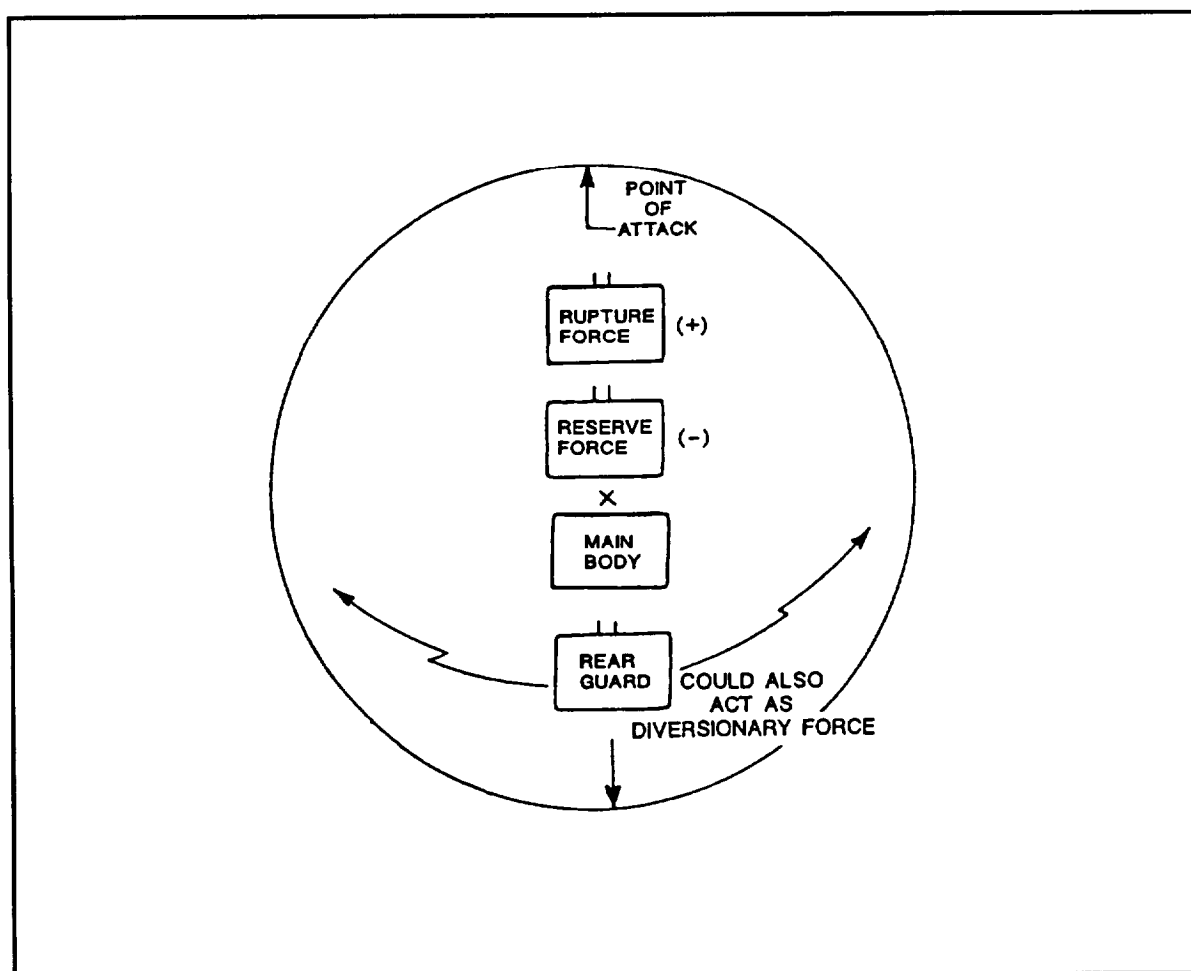 POINT
OF
ATTACK
RUPTURE
FORCE
(+)
RESERVE
FORCE
(-)
X
MAIN
BODY
REAR
GUARD
COULD ALSO
ACT AS
DIVERSIONARY FORCE